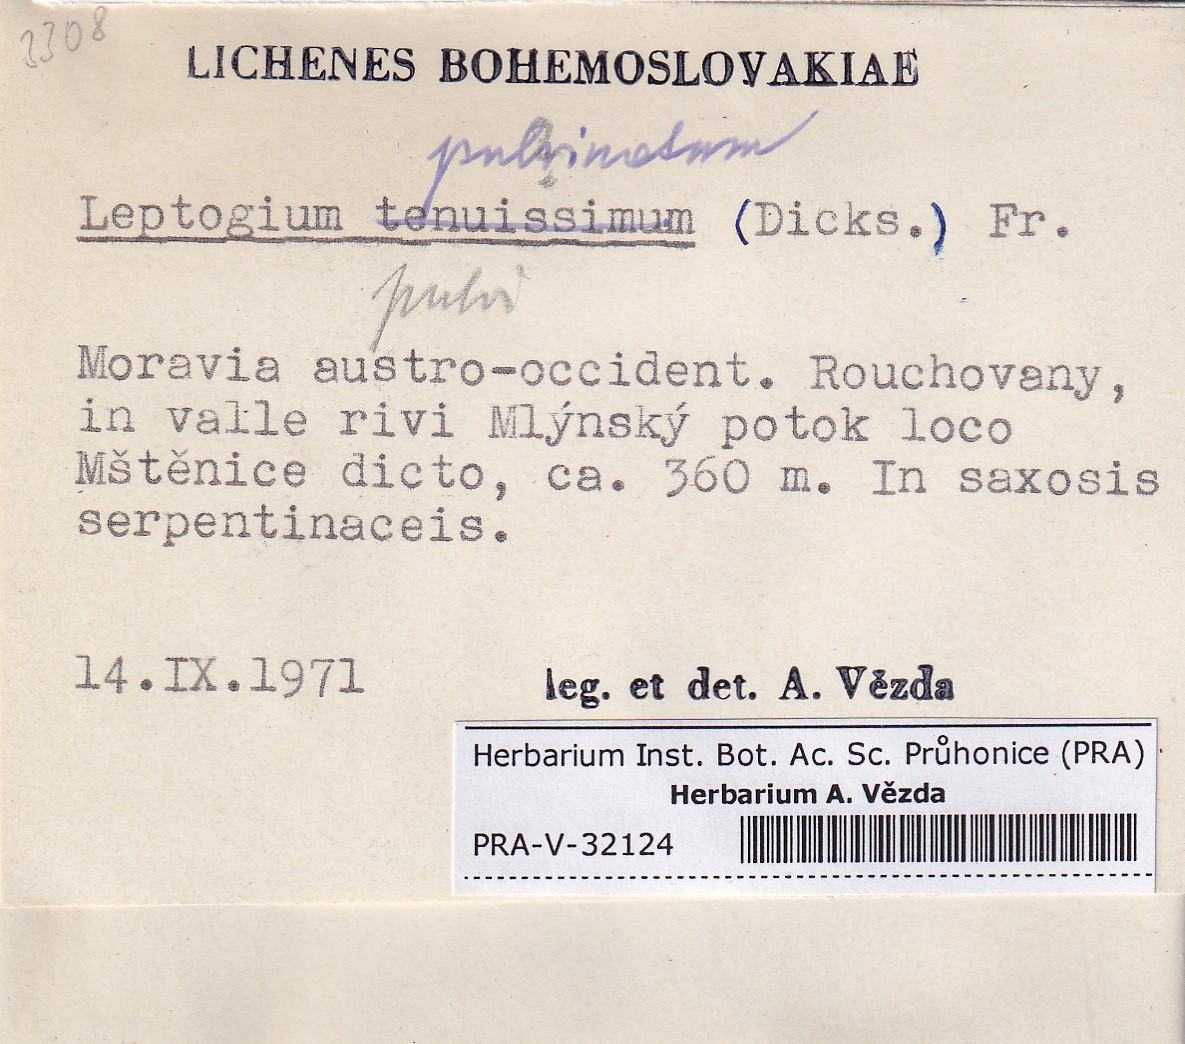 3308
LICHENES BOHEMOSLOVAKIAE
pulvinatum
Leptogium tenuissimum (Dicks.) Fr.
pulvi
Moravia austro-occident. Rouchovany,
in valle rivi Mlýnský potok loco
Mštěnice dicto, ca. 360 m. In saxosis
serpentinaceis.
14.IX.1971
leg. et det. A. Vězda
Herbarium Inst. Bot. Ac. Sc. Průhonice (PRA)
Herbarium A. Vězda
PRA-V-32124